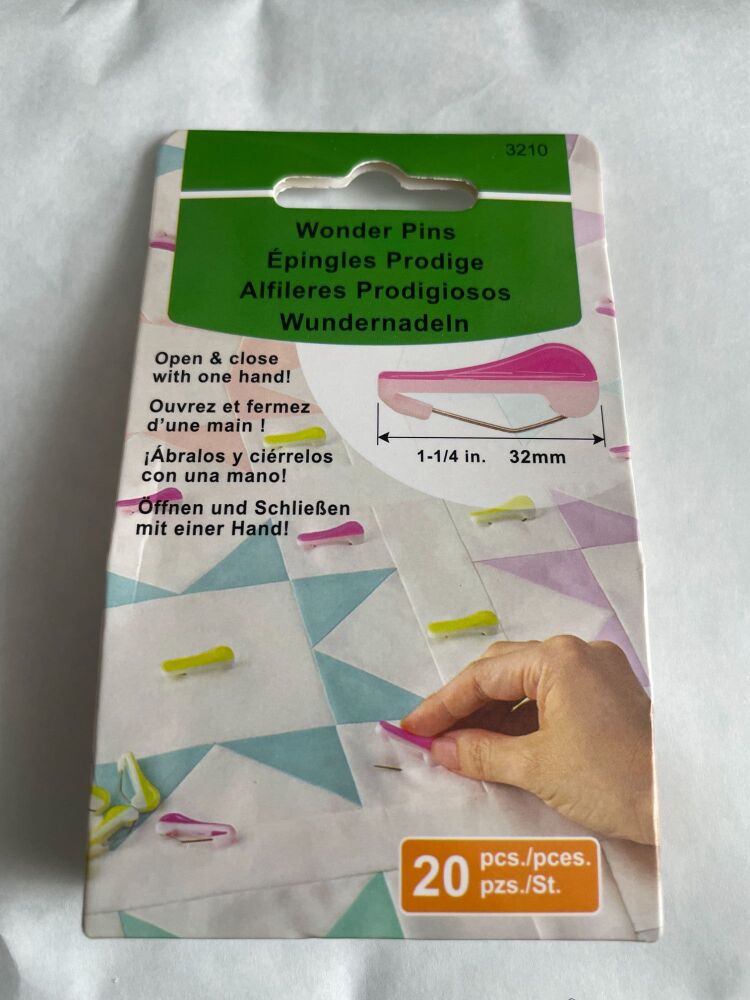 3210
Wonder Pins
Épingles Prodige
Alfileres Prodigiosos
Wundernadeln
Open & close
with one hand!
Ouvrez et fermez
d'une main !
¡Ábralos y ciérrelos
con una mano!
Öffnen und Schließen
mit einer Hand!
1-1/4 in. 32mm
20 pcs./pces.
pzs./St.